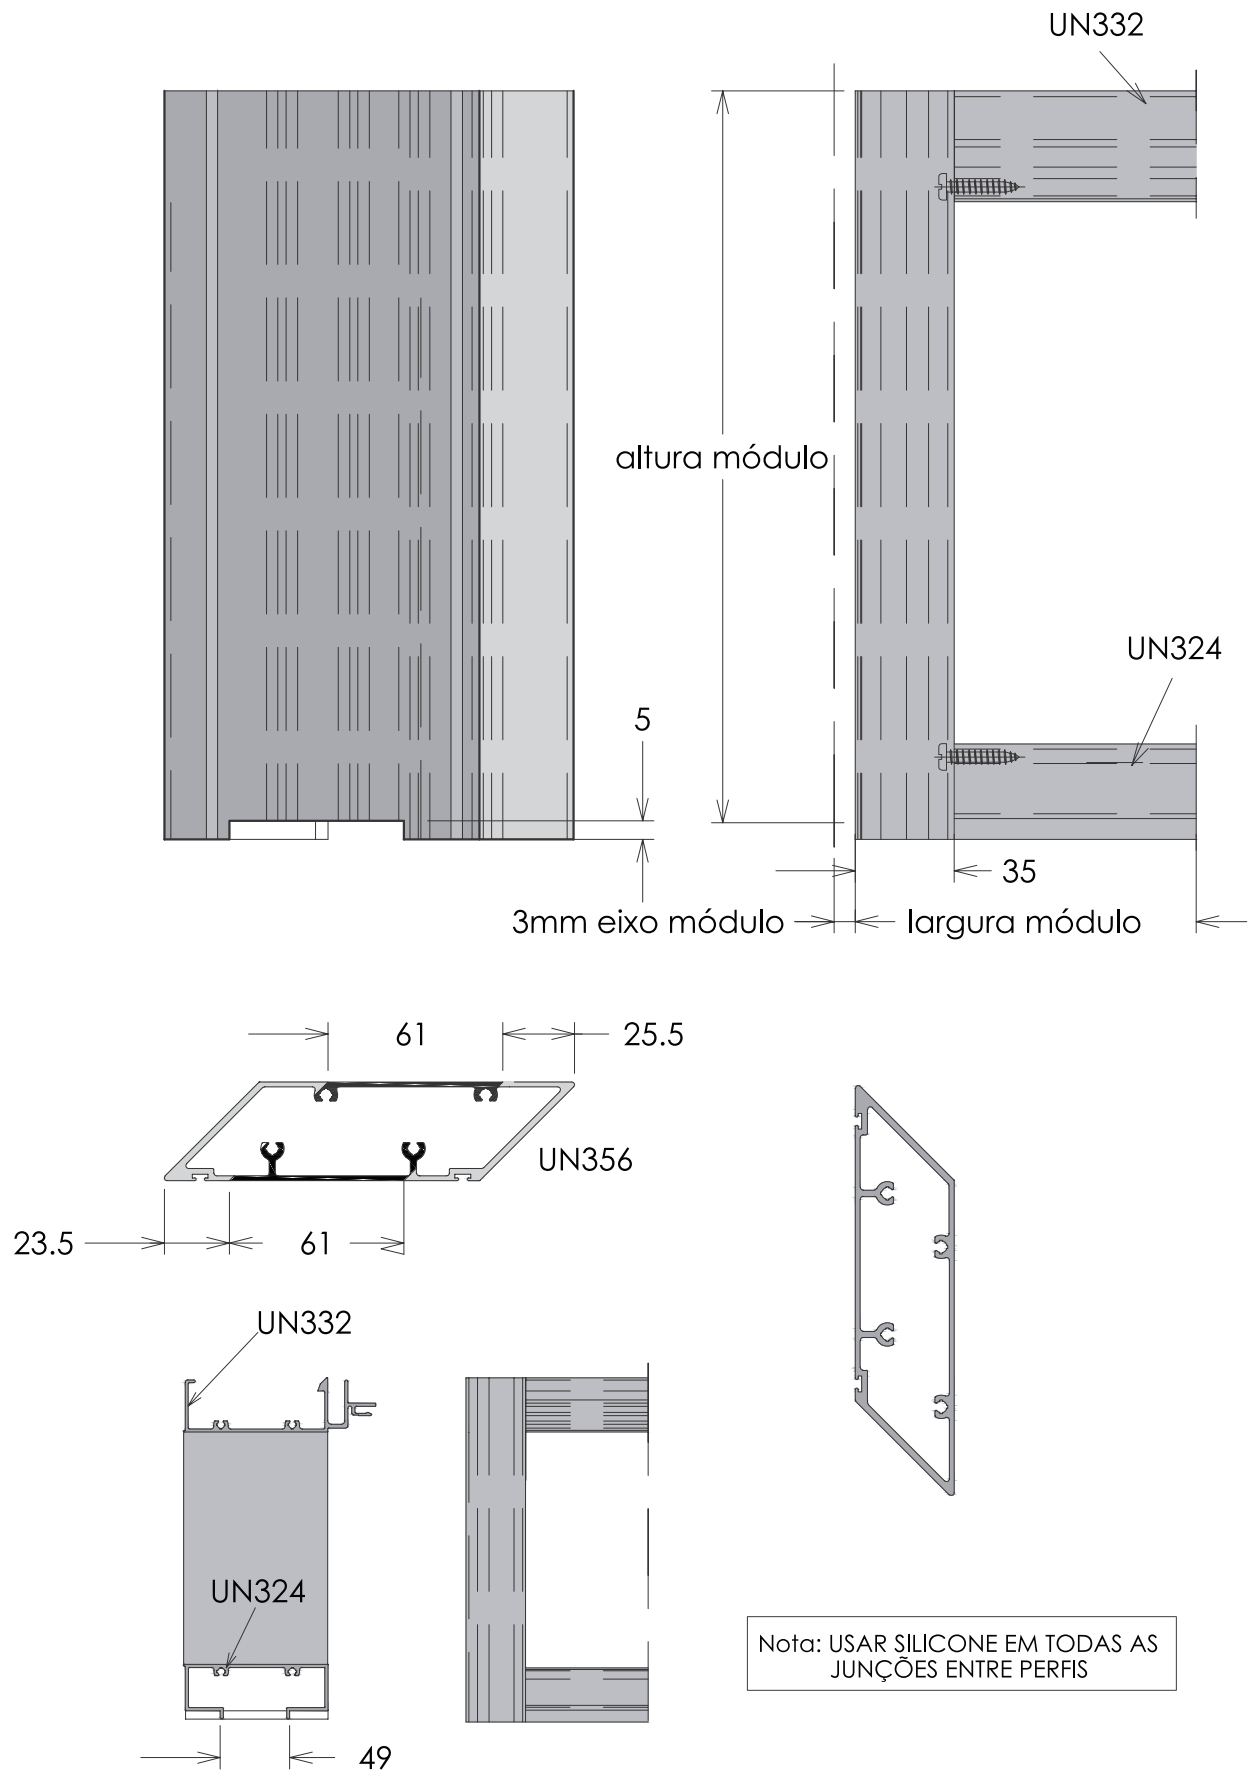 UN332
altura módulo
UN324
5
35
3mm eixo módulo
largura módulo
61
25.5
UN356
23.5
61
UN332
UN324
Nota: USAR SILICONE EM TODAS AS
JUNÇÕES ENTRE PERFIS
49